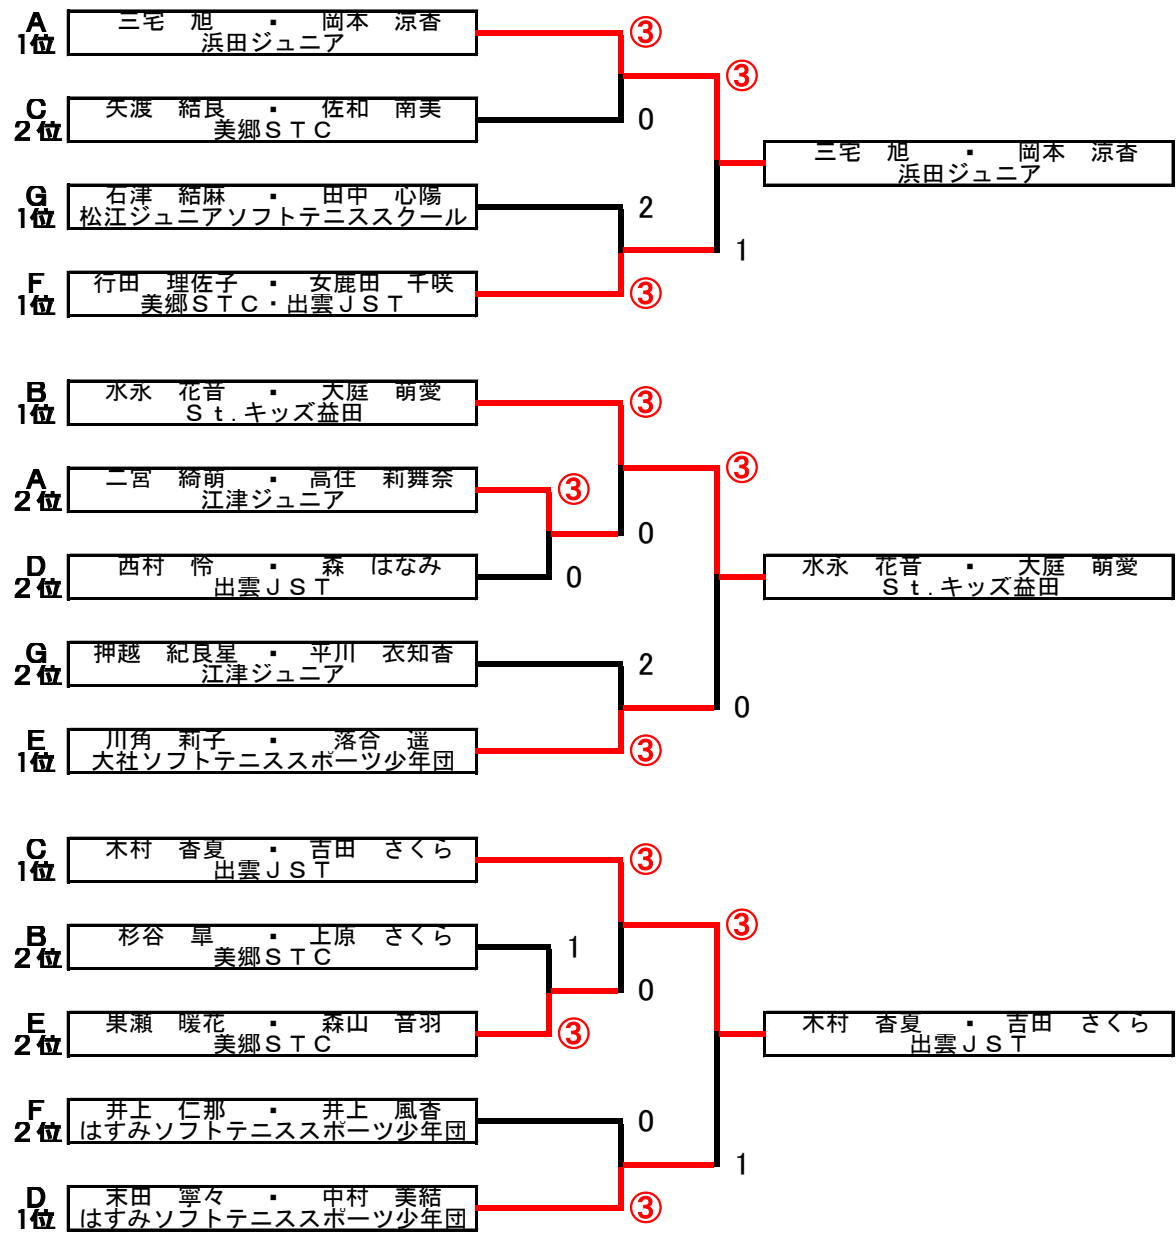 A
1位
三宅　旭　・　岡本　涼香
浜田ジュニア
③
③
C
2位
矢渡　結良　・　佐和　南美
美郷ＳＴＣ
0
三宅　旭　・　岡本　涼香
浜田ジュニア
G
1位
石津　結麻　・　田中　心陽
松江ジュニアソフトテニススクール
2
1
F
1位
行田　理佐子　・　女鹿田　千咲
美郷ＳＴＣ・出雲ＪＳＴ
③
B
1位
水永　花音　・　大庭　萌愛
Ｓｔ.キッズ益田
③
③
A
2位
二宮　綺萌　・　高住　莉舞奈
江津ジュニア
③
0
D
2位
西村　怜　・　森　はなみ
出雲ＪＳＴ
0
水永　花音　・　大庭　萌愛
Ｓｔ.キッズ益田
G
2位
押越　紀良星　・　平川　衣知香
江津ジュニア
2
0
E
1位
川角　莉子　・　落合　遥
大社ソフトテニススポーツ少年団
③
C
1位
木村　香夏　・　吉田　さくら
出雲ＪＳＴ
③
③
B
2位
杉谷　皐　・　上原　さくら
美郷ＳＴＣ
1
0
E
2位
果瀬　暖花　・　森山　音羽
美郷ＳＴＣ
③
木村　香夏　・　吉田　さくら
出雲ＪＳＴ
F
2位
井上　仁那　・　井上　風香
はすみソフトテニススポーツ少年団
0
1
D
1位
末田　寧々　・　中村　美結
はすみソフトテニススポーツ少年団
③